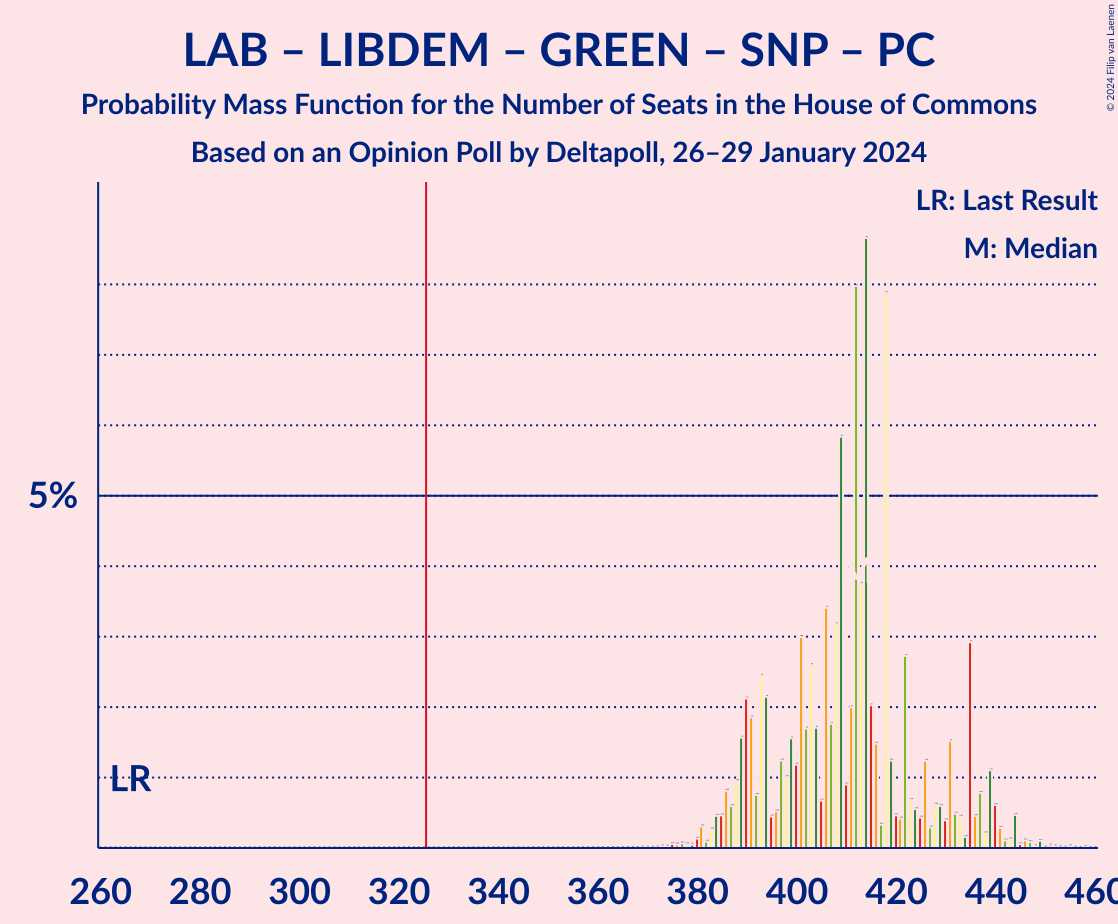 LAB – LIBDEM – GREEN – SNP – PC
Probability Mass Function for the Number of Seats in the House of Commons
Based on an Opinion Poll by Deltapoll, 26–29 January 2024
© 2024 Filip van Laenen
LR: Last Result
M: Median
5%
LR
260 280 300 320 340 360 380 400 420 440 460